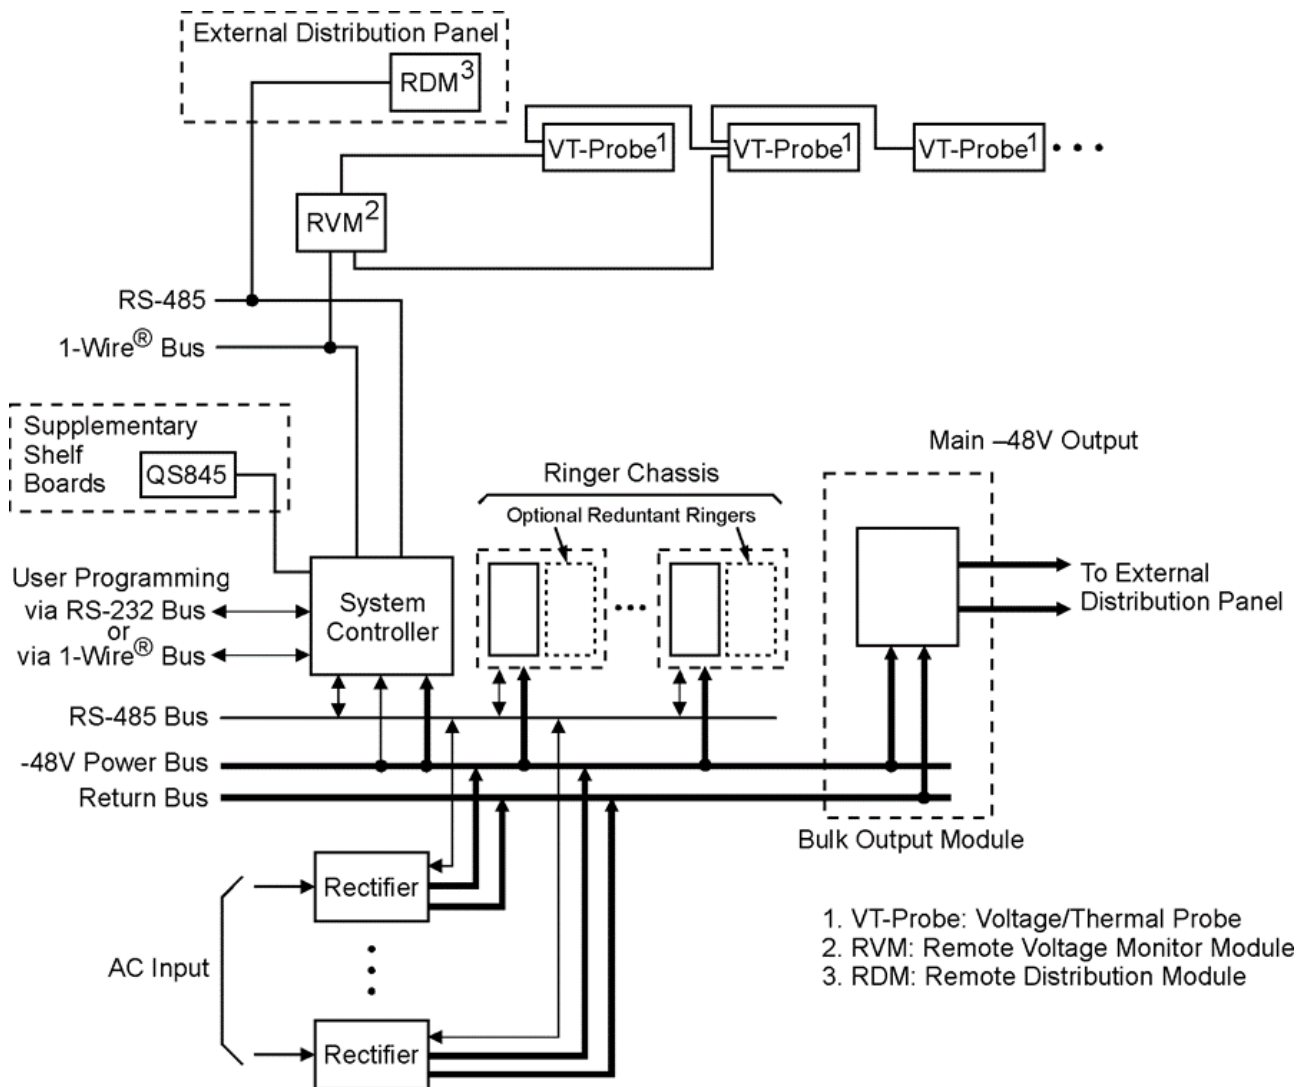 External Distribution Panel
RDM3
VT-Probe1
VT-Probe1
VT-Probe1
RVM2
RS-485
1-Wire® Bus
Supplementary
Shelf
Boards
QS845
Main –48V Output
Ringer Chassis
Optional Reduntant Ringers
User Programming
via RS-232 Bus
or
via 1-Wire® Bus
System
Controller
To External
Distribution Panel
RS-485 Bus
-48V Power Bus
Return Bus
Bulk Output Module
Rectifier
AC Input
Rectifier
1. VT-Probe: Voltage/Thermal Probe
2. RVM: Remote Voltage Monitor Module
3. RDM: Remote Distribution Module